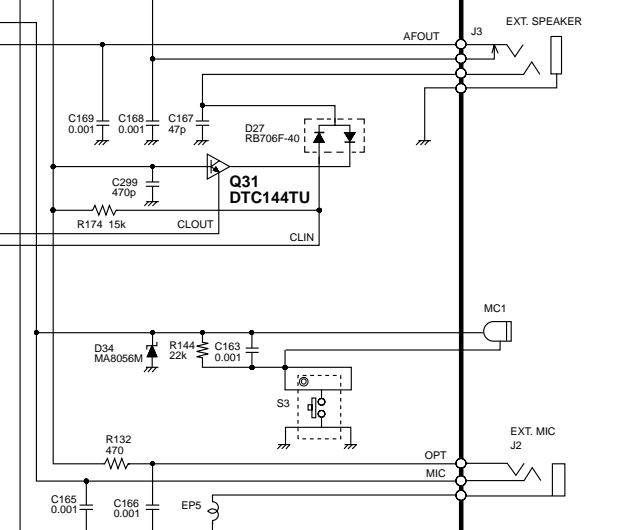 EXT. SPEAKER
J3
AFOUT
C169
0.001
C168
0.001
C167
47p
D27
RB706F-40
C299
470p
Q31
DTC144TU
R174 15k
CLOUT
CLIN
MC1
D34
MA8056M
R144
22k
C163
0.001
S3
R132
470
EXT. MIC
J2
OPT
MIC
C165
0.001
C166
0.001
EP5